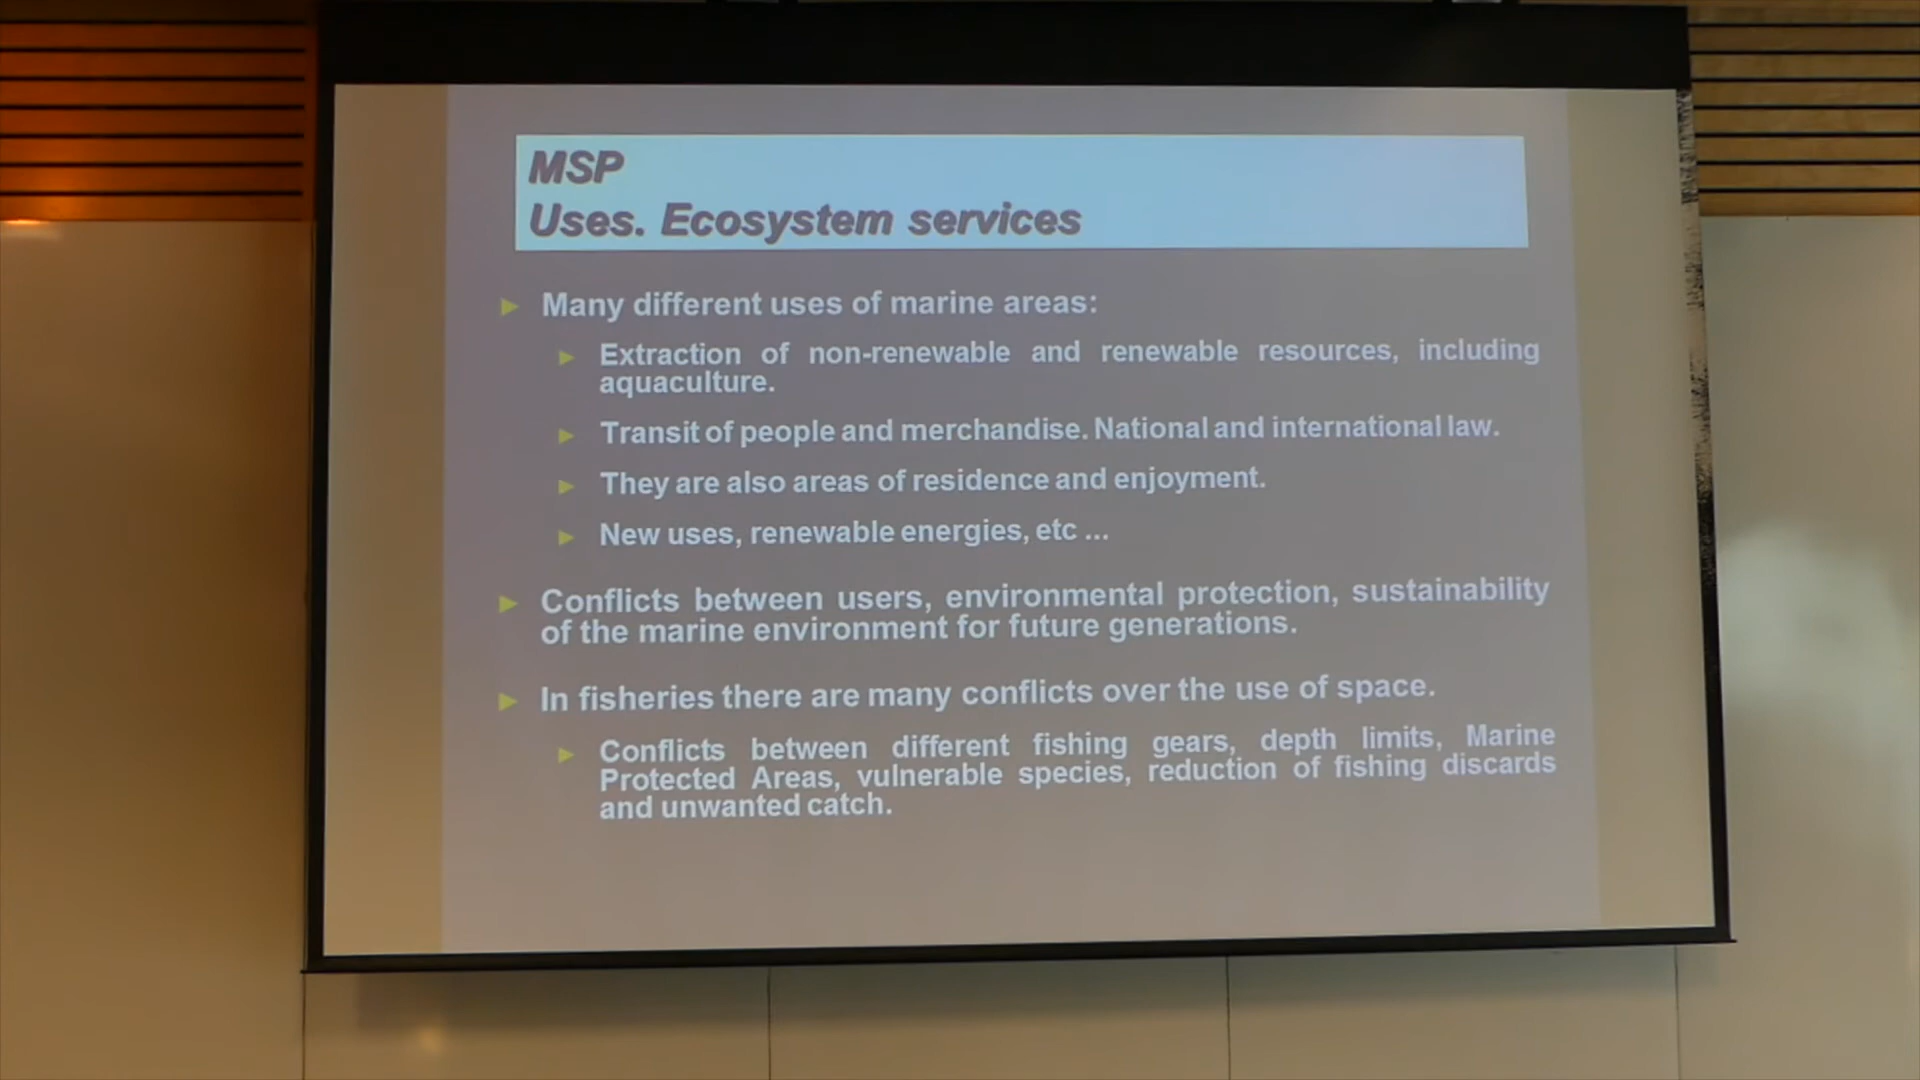 MSP
Uses. Ecosystem services
Many different uses of marine areas:
Extraction of non-renewable and renewable resources, including
aquaculture.
Transit of people and merchandise. National and international law.
They are also areas of residence and enjoyment.
New uses, renewable energies, etc ...
Conflicts between users, environmental protection, sustainability
of the marine environment for future generations.
In fisheries there are many conflicts over the use of space.
Conflicts between different fishing gears, depth limits, Marine
Protected Areas, vulnerable species, reduction of fishing discards
and unwanted catch.